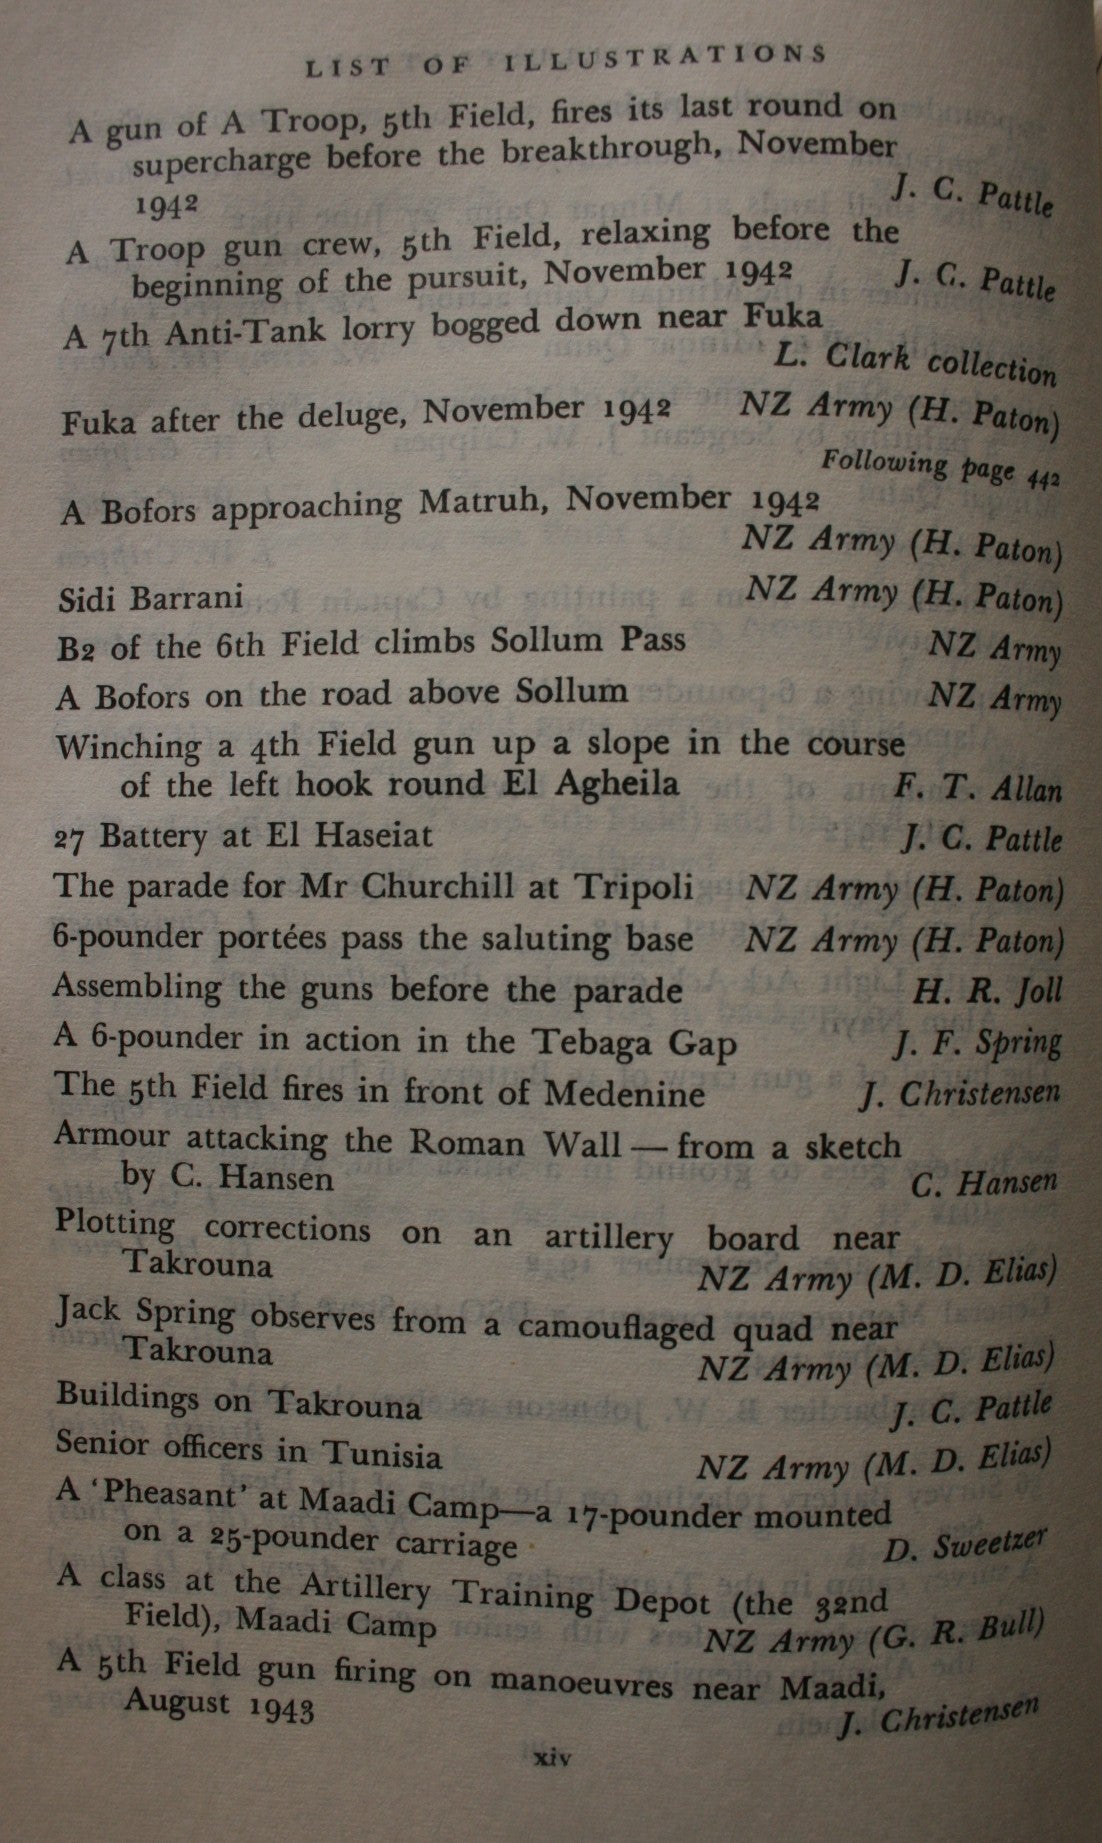 LIST OF ILLUSTRATIONS
A gun of A Troop, 5th Field, fires its last round on
supercharge before the breakthrough, November
1942 J. C. Pattle
A Troop gun crew, 5th Field, relaxing before the
beginning of the pursuit, November 1942 J. C. Pattle
A 7th Anti-Tank lorry bogged down near Fuka
L. Clark collection
Fuka after the deluge, November 1942 NZ Army (H. Paton)
Following page 442
A Bofors approaching Matruh, November 1942
NZ Army (H. Paton)
Sidi Barrani NZ Army (H. Paton)
B2 of the 6th Field climbs Sollum Pass NZ Army
A Bofors on the road above Sollum NZ Army
Winching a 4th Field gun up a slope in the course
of the left hook round El Agheila F. T. Allan
27 Battery at El Haseiat J. C. Pattle
The parade for Mr Churchill at Tripoli NZ Army (H. Paton)
6-pounder portées pass the saluting base NZ Army (H. Paton)
Assembling the guns before the parade H. R. Joll
A 6-pounder in action in the Tebaga Gap J. F. Spring
The 5th Field fires in front of Medenine J. Christensen
Armour attacking the Roman Wall — from a sketch
by C. Hansen C. Hansen
Plotting corrections on an artillery board near
Takrouna NZ Army (M. D. Elias)
Jack Spring observes from a camouflaged quad near
Takrouna NZ Army (M. D. Elias)
Buildings on Takrouna J. C. Pattle
Senior officers in Tunisia NZ Army (M. D. Elias)
A 'Pheasant' at Maadi Camp—a 17-pounder mounted
on a 25-pounder carriage D. Sweetzer
A class at the Artillery Training Depot (the 32nd
Field), Maadi Camp NZ Army (G. R. Bull)
A 5th Field gun firing on manoeuvres near Maadi,
August 1943 J. Christensen
xiv